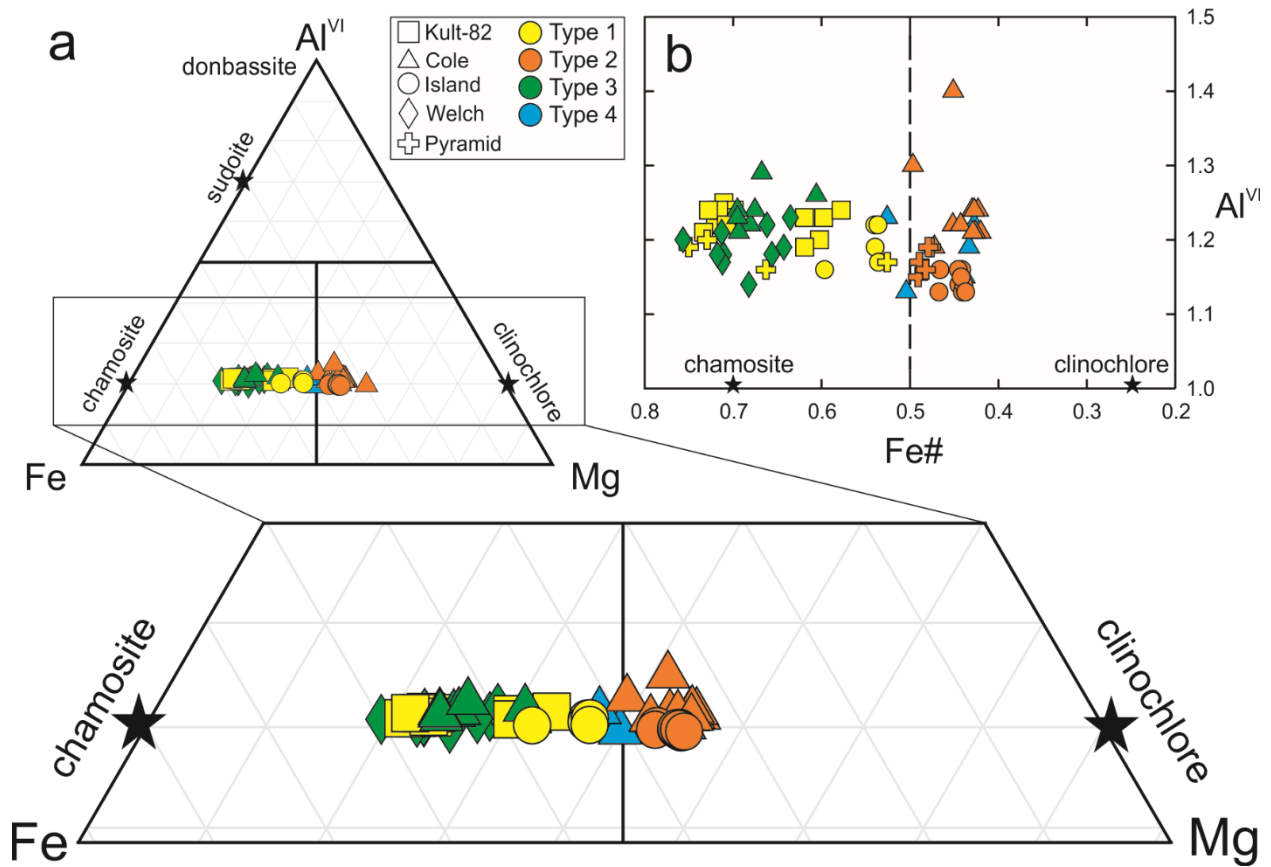 a
Al^VI
donbassite
sudoite
chamosite
clinochlore
Fe
Mg
Kult-82
Cole
Island
Welch
Pyramid
Type 1
Type 2
Type 3
Type 4
b
1.5
1.4
1.3
1.2
1.1
1.0
Al^VI
chamosite
clinochlore
0.8 0.7 0.6 0.5 0.4 0.3 0.2
Fe#
chamosite
clinochlore
Fe
Mg